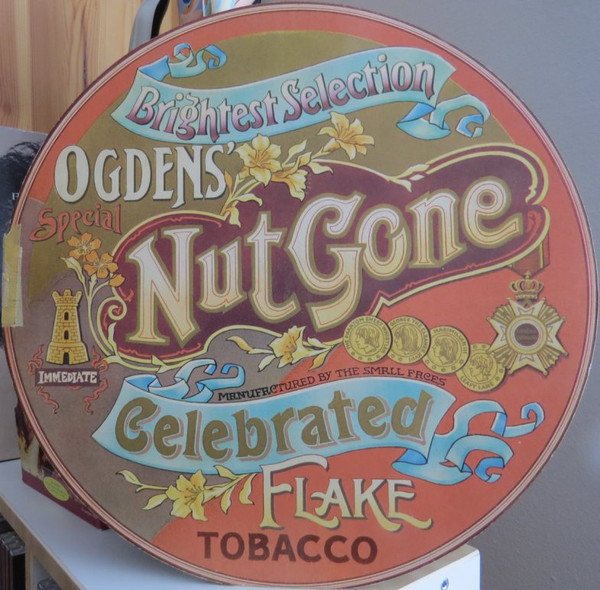 Brightest Selection
OGDENS'
Special
Nut Gone
IMMEDIATE
MANUFACTURED BY THE SMALL FACES
Celebrated
FLAKE
TOBACCO